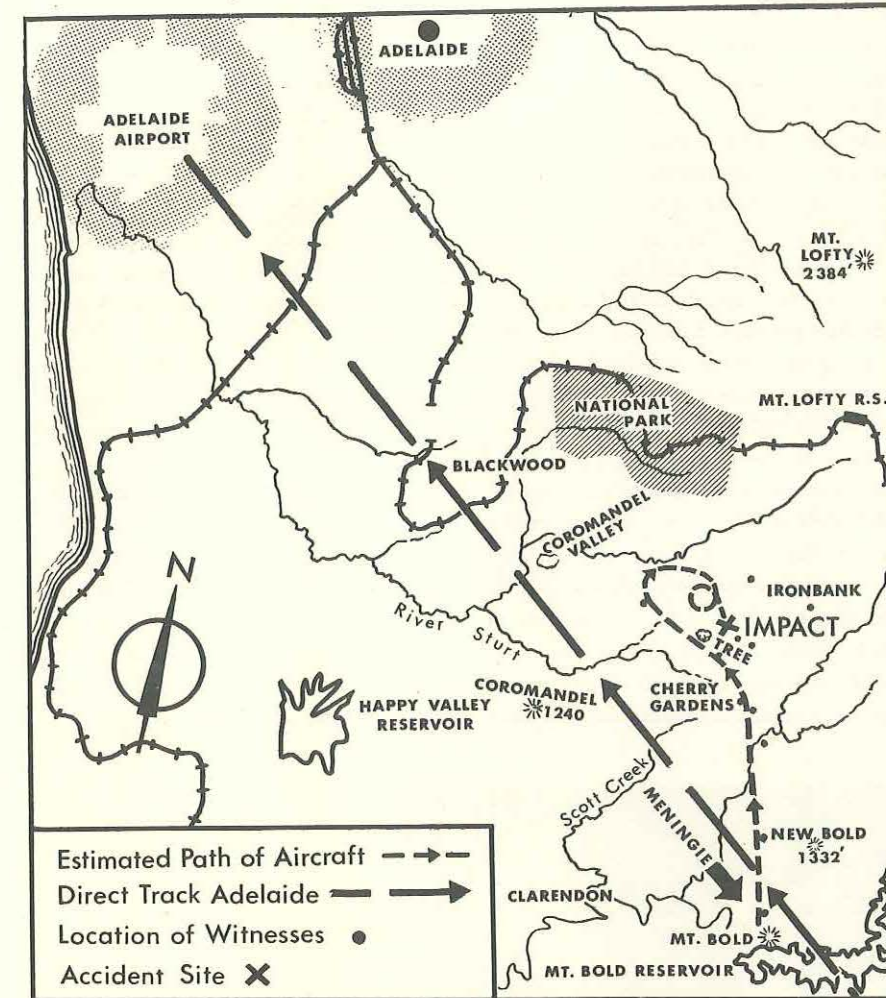 ADELAIDE
ADELAIDE
AIRPORT
MT.
LOFTY
2384'
NATIONAL
PARK
MT. LOFTY R.S.
BLACKWOOD
COROMANDEL
VALLEY
N
IRONBANK
IMPACT
TREE
River Sturt
COROMANDEL
1240
CHERRY
GARDENS
HAPPY VALLEY
RESERVOIR
Scott Creek
MENINGIE
NEW BOLD
1332'
CLARENDON
MT. BOLD
MT. BOLD RESERVOIR
Estimated Path of Aircraft
Direct Track Adelaide
Location of Witnesses
Accident Site